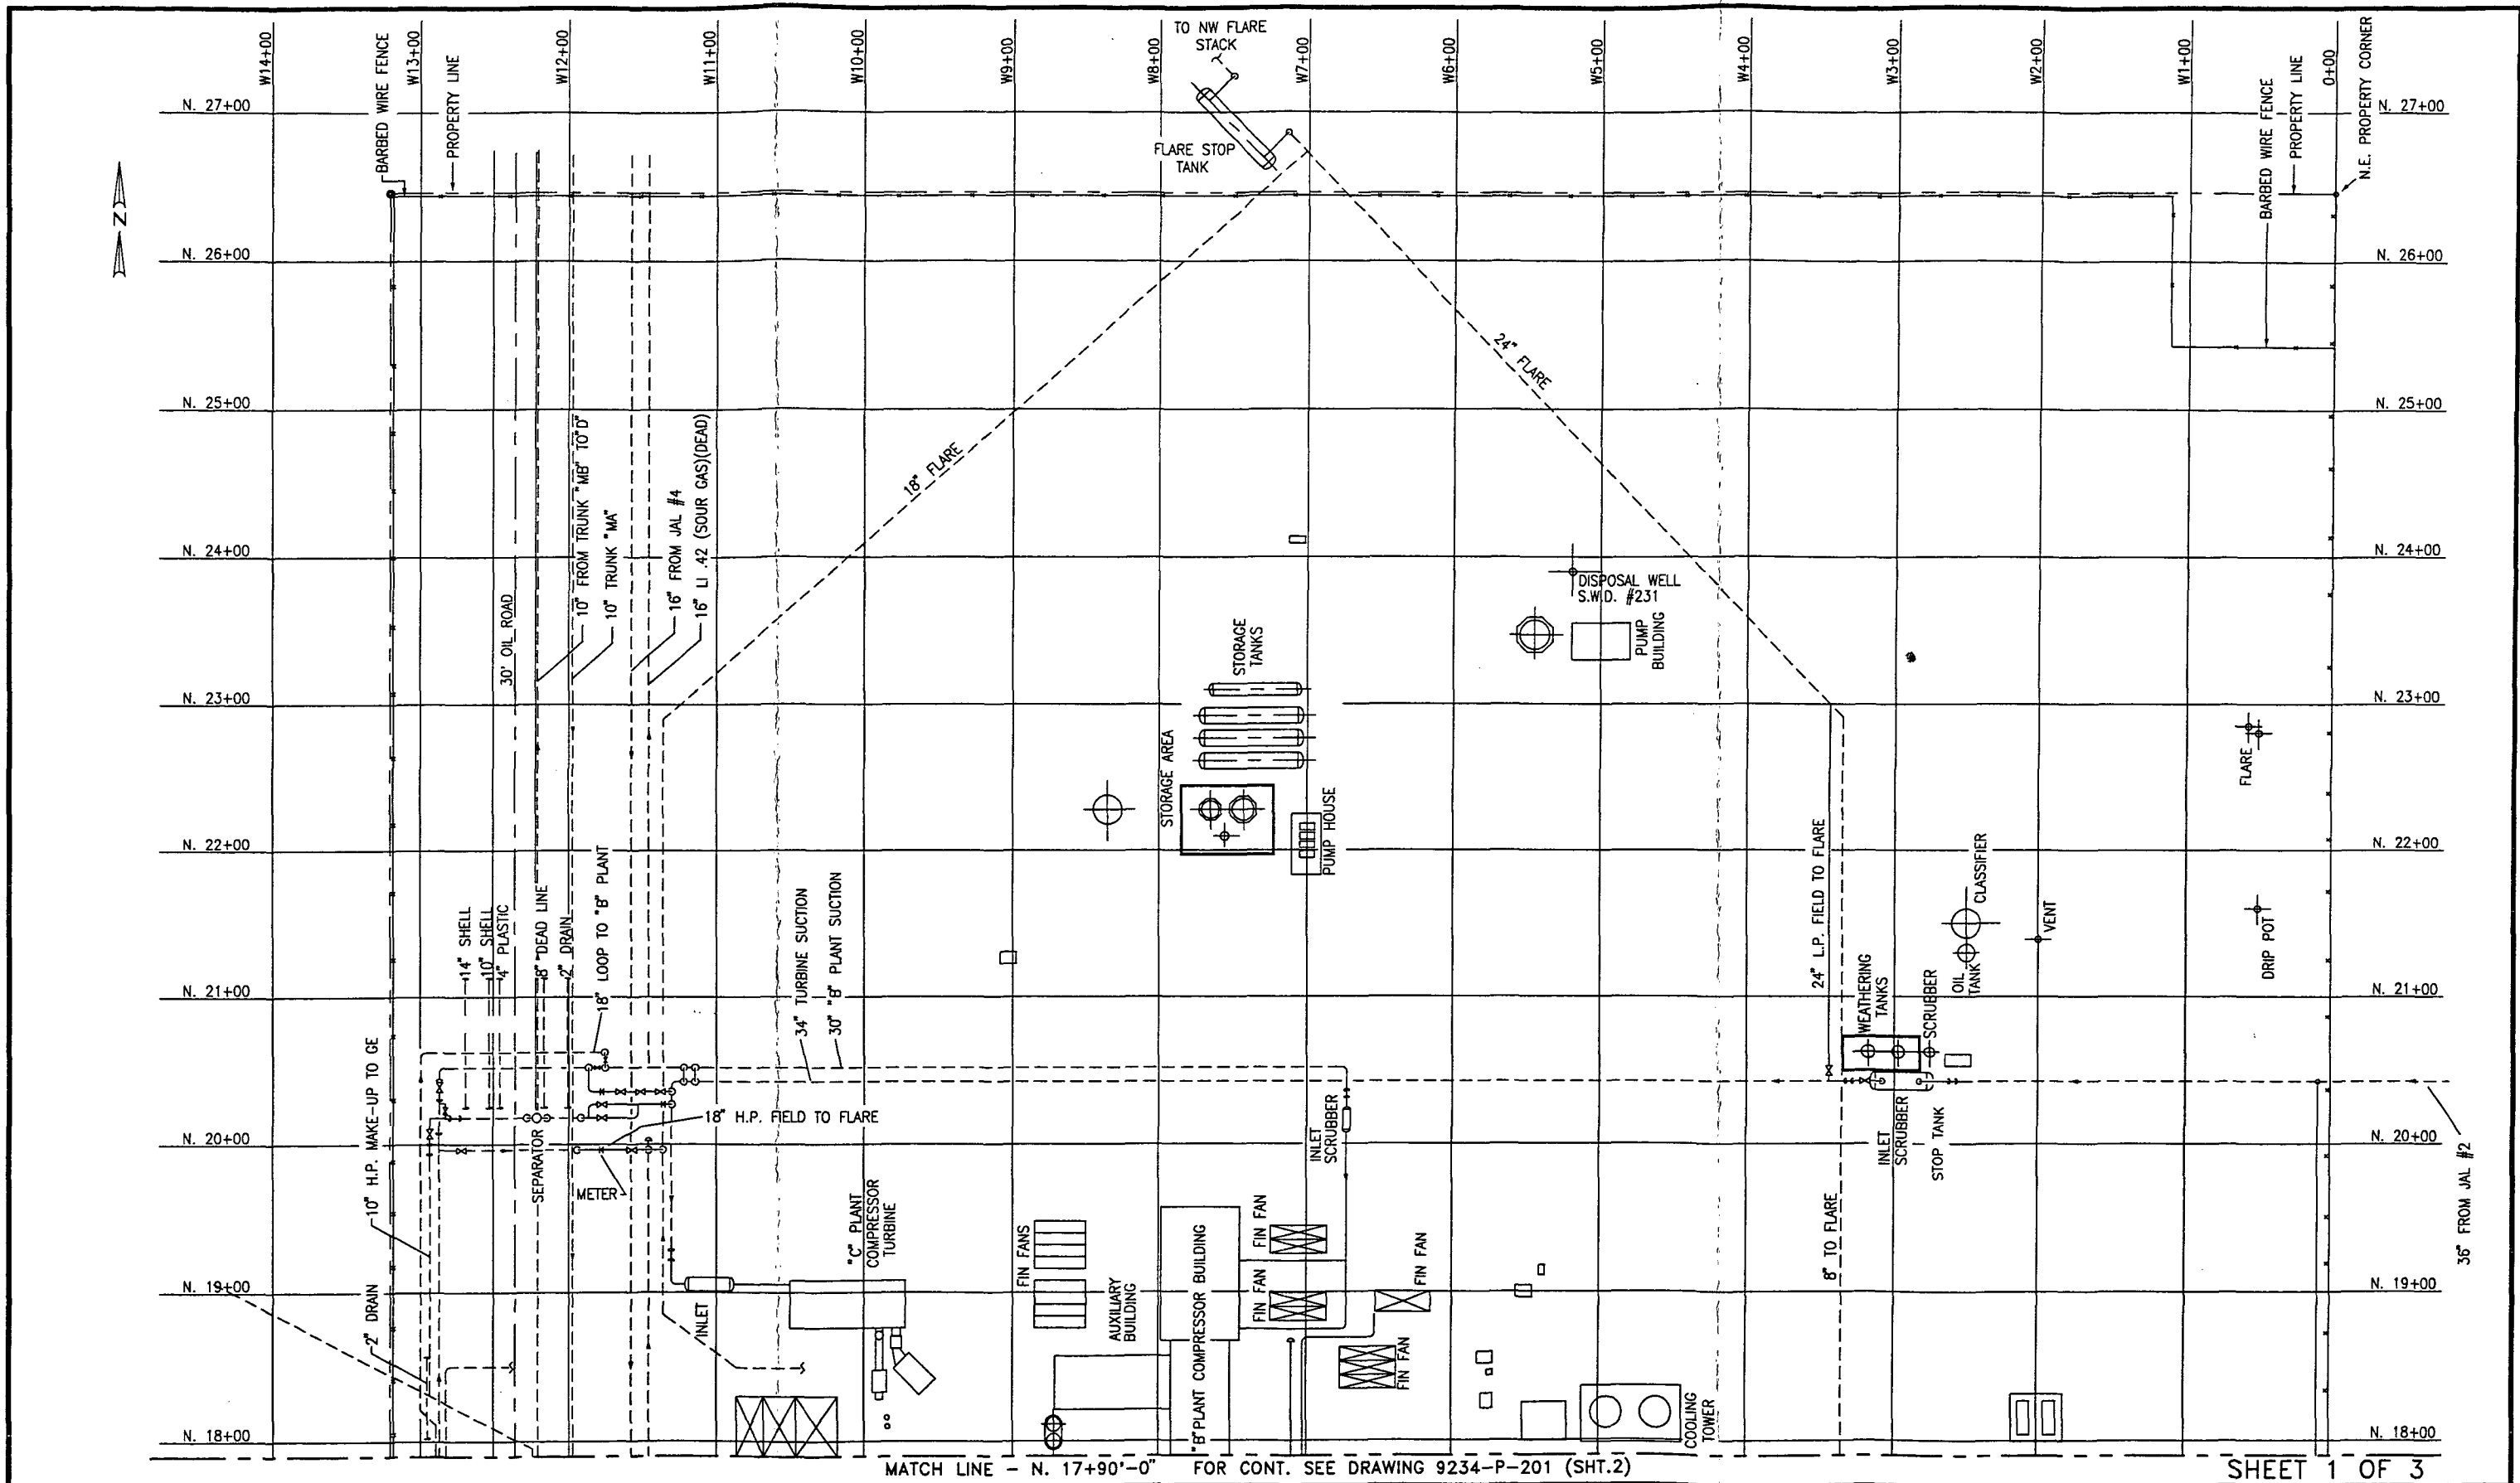 W14+00
BARBED WIRE FENCE
W13+00
PROPERTY LINE
W12+00
W11+00
W10+00
W9+00
W8+00
TO NW FLARE
STACK
W7+00
W6+00
W5+00
W4+00
W3+00
W2+00
W1+00
BARBED WIRE FENCE
PROPERTY LINE
0+00
N.E. PROPERTY CORNER
N. 27+00
N. 27+00
FLARE STOP
TANK
N
N. 26+00
N. 26+00
24" FLARE
18" FLARE
N. 25+00
N. 25+00
10" FROM TRUNK "MB" TO "D"
10" TRUNK "MA"
16" FROM JAL #4
16" LI .42 (SOUR GAS)(DEAD)
N. 24+00
N. 24+00
DISPOSAL WELL
S.W.D. #231
PUMP
BUILDING
30' OIL ROAD
STORAGE
TANKS
N. 23+00
N. 23+00
STORAGE AREA
PUMP HOUSE
FLARE
N. 22+00
N. 22+00
14" SHELL
10" SHELL
4" PLASTIC
8" DEAD LINE
2" DRAIN
18" LOOP TO "B" PLANT
34" TURBINE SUCTION
30" "B" PLANT SUCTION
24" L.P. FIELD TO FLARE
CLASSIFIER
OIL
TANK
VENT
DRIP POT
N. 21+00
N. 21+00
WEATHERING
TANKS
SCRUBBER
10" H.P. MAKE-UP TO GE
18" H.P. FIELD TO FLARE
SEPARATOR
METER
INLET
SCRUBBER
INLET
SCRUBBER
STOP TANK
N. 20+00
N. 20+00
36" FROM JAL #2
"C" PLANT
COMPRESSOR
TURBINE
FIN FANS
"B" PLANT COMPRESSOR BUILDING
FIN FAN
FIN FAN
FIN FAN
FIN FAN
8" TO FLARE
N. 19+00
N. 19+00
2" DRAIN
INLET
AUXILIARY
BUILDING
COOLING
TOWER
N. 18+00
N. 18+00
MATCH LINE - N. 17+90'-0" FOR CONT. SEE DRAWING 9234-P-201 (SHT.2)
SHEET 1 OF 3